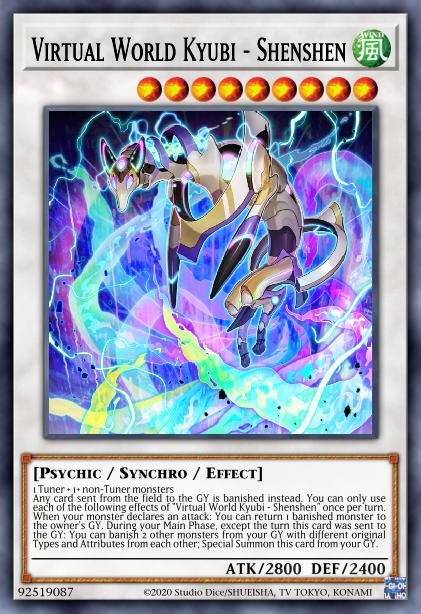 VIRTUAL WORLD KYUBI - SHENSHEN
WIND
風
[PSYCHIC / SYNCHRO / EFFECT]
1 Tuner + 1+ non-Tuner monsters
Any card sent from the field to the GY is banished instead. You can only use
each of the following effects of "Virtual World Kyubi - Shenshen" once per turn.
When your monster declares an attack: You can return 1 banished monster to
the owner's GY. During your Main Phase, except the turn this card was sent to
the GY: You can banish 2 other monsters from your GY with different original
Types and Attributes from each other; Special Summon this card from your GY.
ATK/2800 DEF/2400
92519087
©2020 Studio Dice/SHUEISHA, TV TOKYO, KONAMI